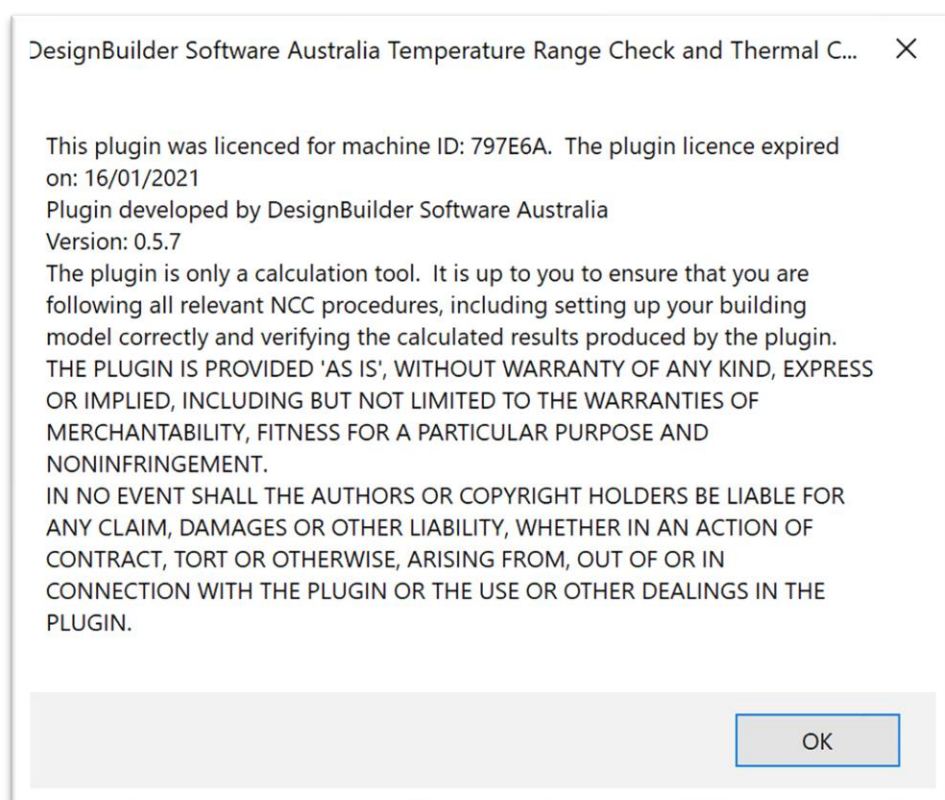 DesignBuilder Software Australia Temperature Range Check and Thermal C...
This plugin was licenced for machine ID: 797E6A.  The plugin licence expired
on: 16/01/2021
Plugin developed by DesignBuilder Software Australia
Version: 0.5.7
The plugin is only a calculation tool.  It is up to you to ensure that you are
following all relevant NCC procedures, including setting up your building
model correctly and verifying the calculated results produced by the plugin.
THE PLUGIN IS PROVIDED 'AS IS', WITHOUT WARRANTY OF ANY KIND, EXPRESS
OR IMPLIED, INCLUDING BUT NOT LIMITED TO THE WARRANTIES OF
MERCHANTABILITY, FITNESS FOR A PARTICULAR PURPOSE AND
NONINFRINGEMENT.
IN NO EVENT SHALL THE AUTHORS OR COPYRIGHT HOLDERS BE LIABLE FOR
ANY CLAIM, DAMAGES OR OTHER LIABILITY, WHETHER IN AN ACTION OF
CONTRACT, TORT OR OTHERWISE, ARISING FROM, OUT OF OR IN
CONNECTION WITH THE PLUGIN OR THE USE OR OTHER DEALINGS IN THE
PLUGIN.
OK